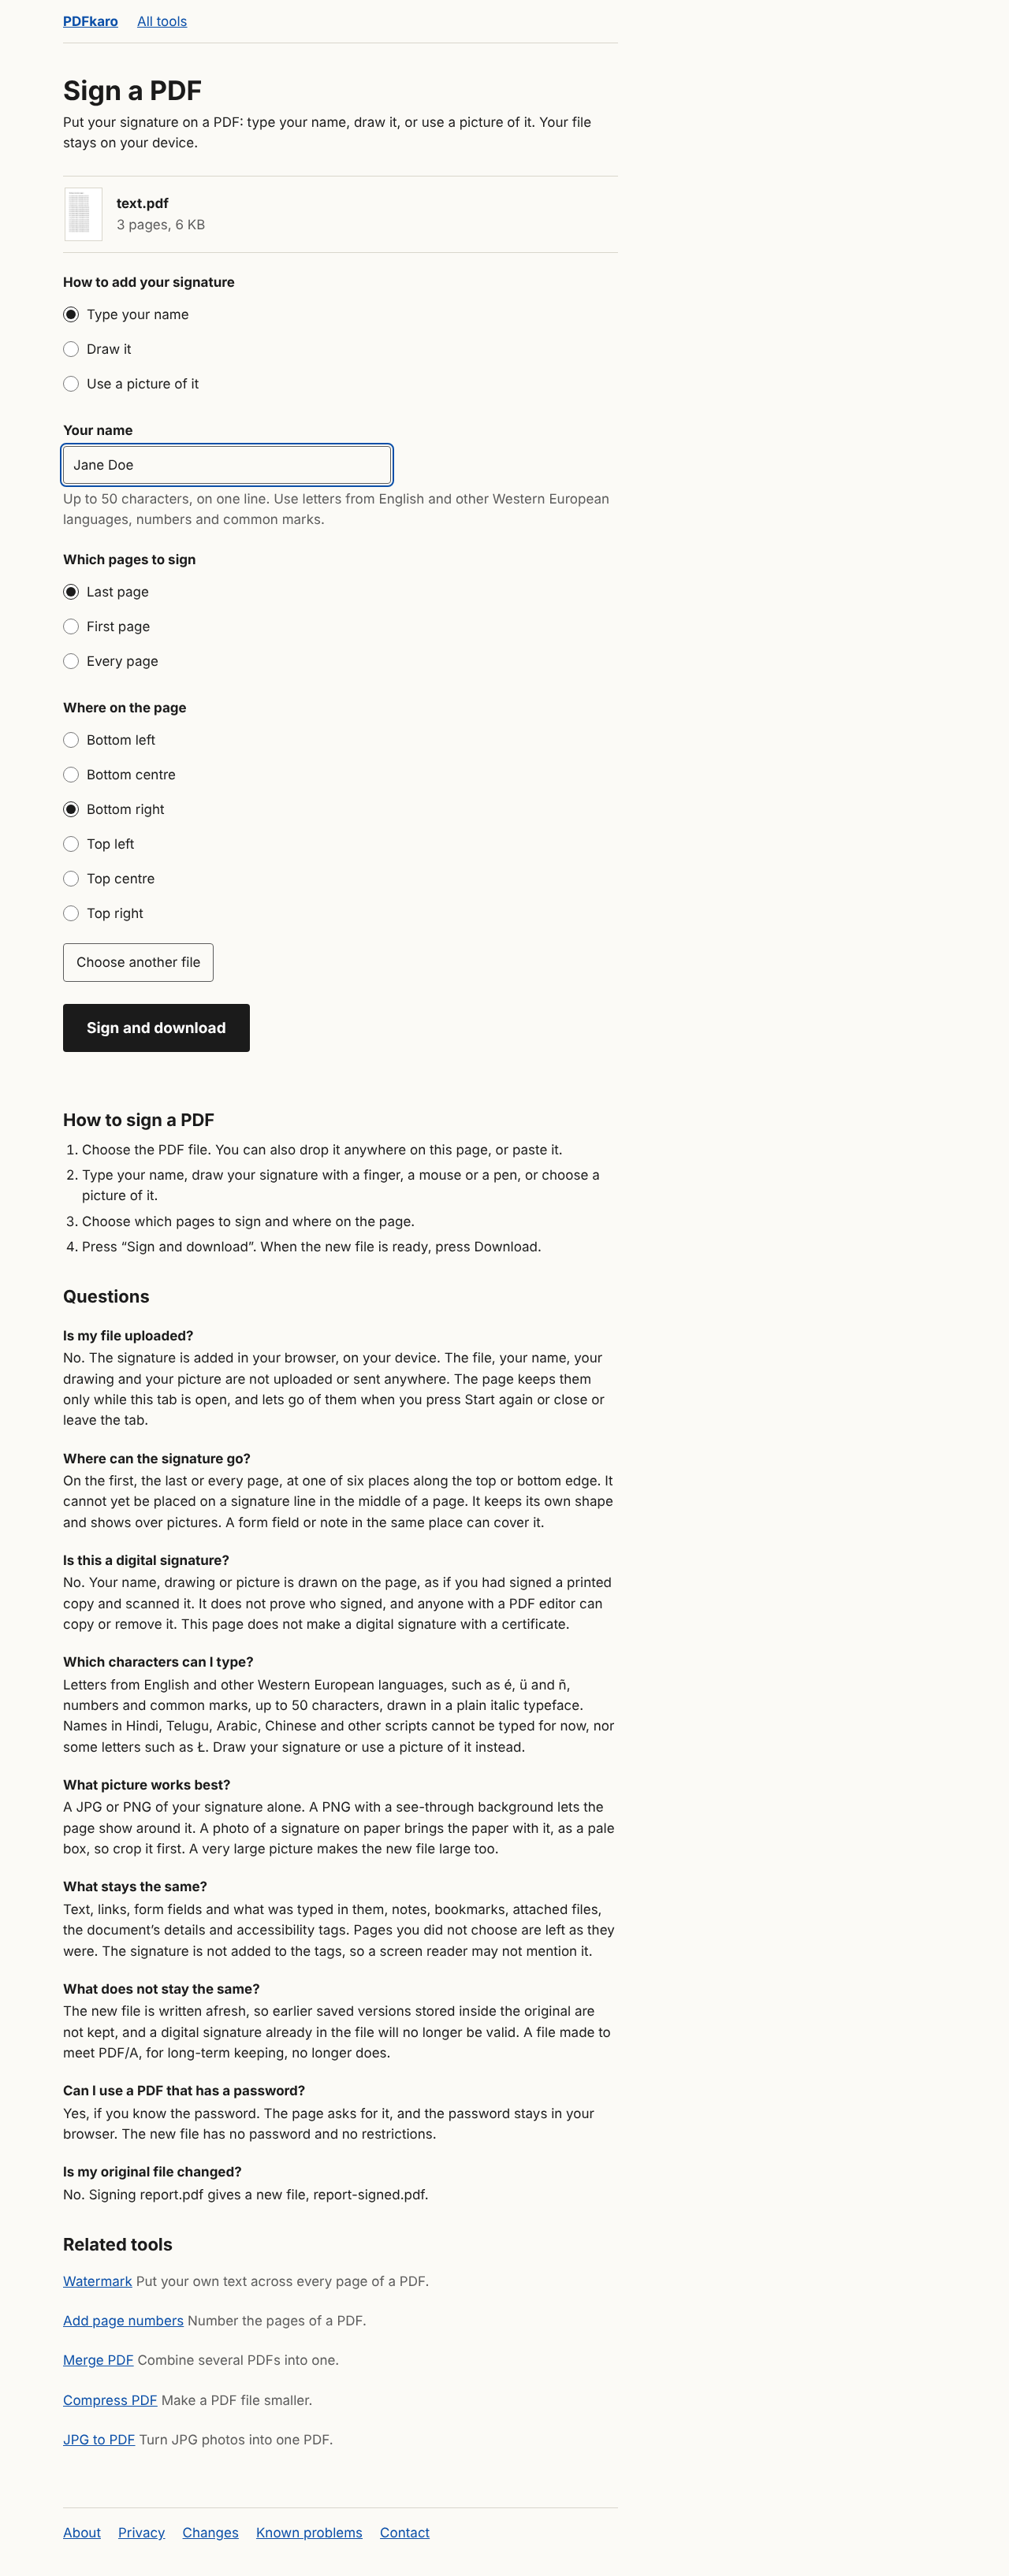 PDFkaro All tools
Sign a PDF
Put your signature on a PDF: type your name, draw it, or use a picture of it. Your file
stays on your device.
text.pdf
3 pages, 6 KB
How to add your signature
Type your name
Draw it
Use a picture of it
Your name
Jane Doe
Up to 50 characters, on one line. Use letters from English and other Western European
languages, numbers and common marks.
Which pages to sign
Last page
First page
Every page
Where on the page
Bottom left
Bottom centre
Bottom right
Top left
Top centre
Top right
Choose another file
Sign and download
How to sign a PDF
1. Choose the PDF file. You can also drop it anywhere on this page, or paste it.
2. Type your name, draw your signature with a finger, a mouse or a pen, or choose a
picture of it.
3. Choose which pages to sign and where on the page.
4. Press “Sign and download”. When the new file is ready, press Download.
Questions
Is my file uploaded?
No. The signature is added in your browser, on your device. The file, your name, your
drawing and your picture are not uploaded or sent anywhere. The page keeps them
only while this tab is open, and lets go of them when you press Start again or close or
leave the tab.
Where can the signature go?
On the first, the last or every page, at one of six places along the top or bottom edge. It
cannot yet be placed on a signature line in the middle of a page. It keeps its own shape
and shows over pictures. A form field or note in the same place can cover it.
Is this a digital signature?
No. Your name, drawing or picture is drawn on the page, as if you had signed a printed
copy and scanned it. It does not prove who signed, and anyone with a PDF editor can
copy or remove it. This page does not make a digital signature with a certificate.
Which characters can I type?
Letters from English and other Western European languages, such as é, ü and ñ,
numbers and common marks, up to 50 characters, drawn in a plain italic typeface.
Names in Hindi, Telugu, Arabic, Chinese and other scripts cannot be typed for now, nor
some letters such as Ł. Draw your signature or use a picture of it instead.
What picture works best?
A JPG or PNG of your signature alone. A PNG with a see-through background lets the
page show around it. A photo of a signature on paper brings the paper with it, as a pale
box, so crop it first. A very large picture makes the new file large too.
What stays the same?
Text, links, form fields and what was typed in them, notes, bookmarks, attached files,
the document’s details and accessibility tags. Pages you did not choose are left as they
were. The signature is not added to the tags, so a screen reader may not mention it.
What does not stay the same?
The new file is written afresh, so earlier saved versions stored inside the original are
not kept, and a digital signature already in the file will no longer be valid. A file made to
meet PDF/A, for long-term keeping, no longer does.
Can I use a PDF that has a password?
Yes, if you know the password. The page asks for it, and the password stays in your
browser. The new file has no password and no restrictions.
Is my original file changed?
No. Signing report.pdf gives a new file, report-signed.pdf.
Related tools
Watermark Put your own text across every page of a PDF.
Add page numbers Number the pages of a PDF.
Merge PDF Combine several PDFs into one.
Compress PDF Make a PDF file smaller.
JPG to PDF Turn JPG photos into one PDF.
About Privacy Changes Known problems Contact